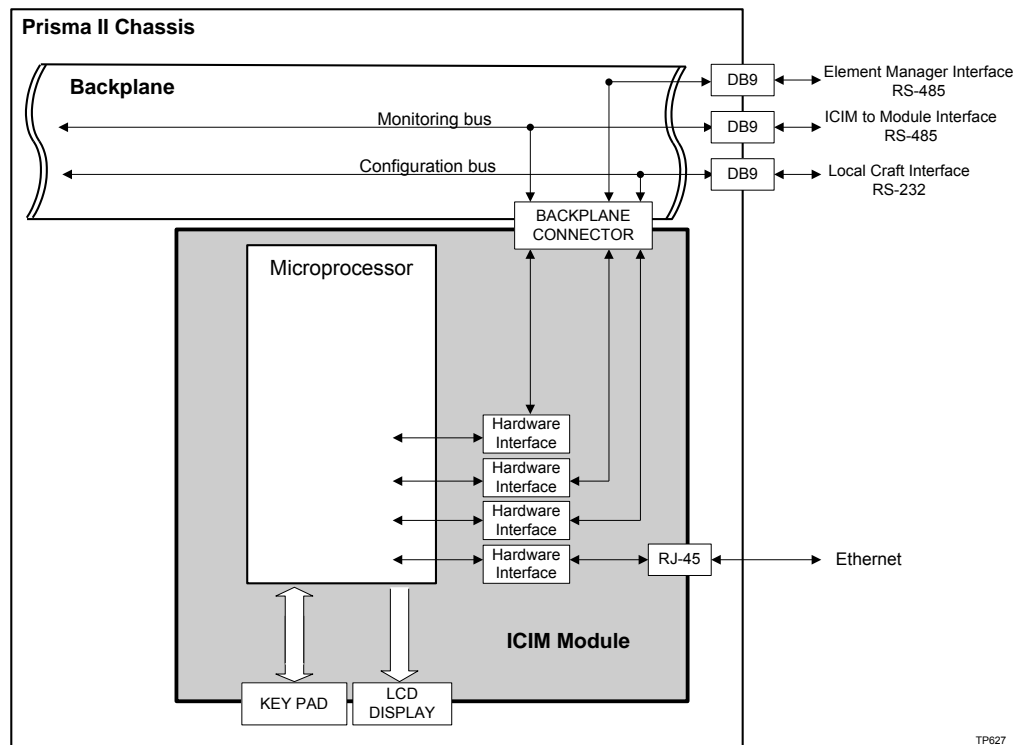 Prisma II Chassis
Backplane
Monitoring bus
Configuration bus
DB9
Element Manager Interface
RS-485
DB9
ICIM to Module Interface
RS-485
DB9
Local Craft Interface
RS-232
BACKPLANE
CONNECTOR
Microprocessor
Hardware
Interface
Hardware
Interface
Hardware
Interface
Hardware
Interface
RJ-45
Ethernet
ICIM Module
KEY PAD
LCD
DISPLAY
TP627